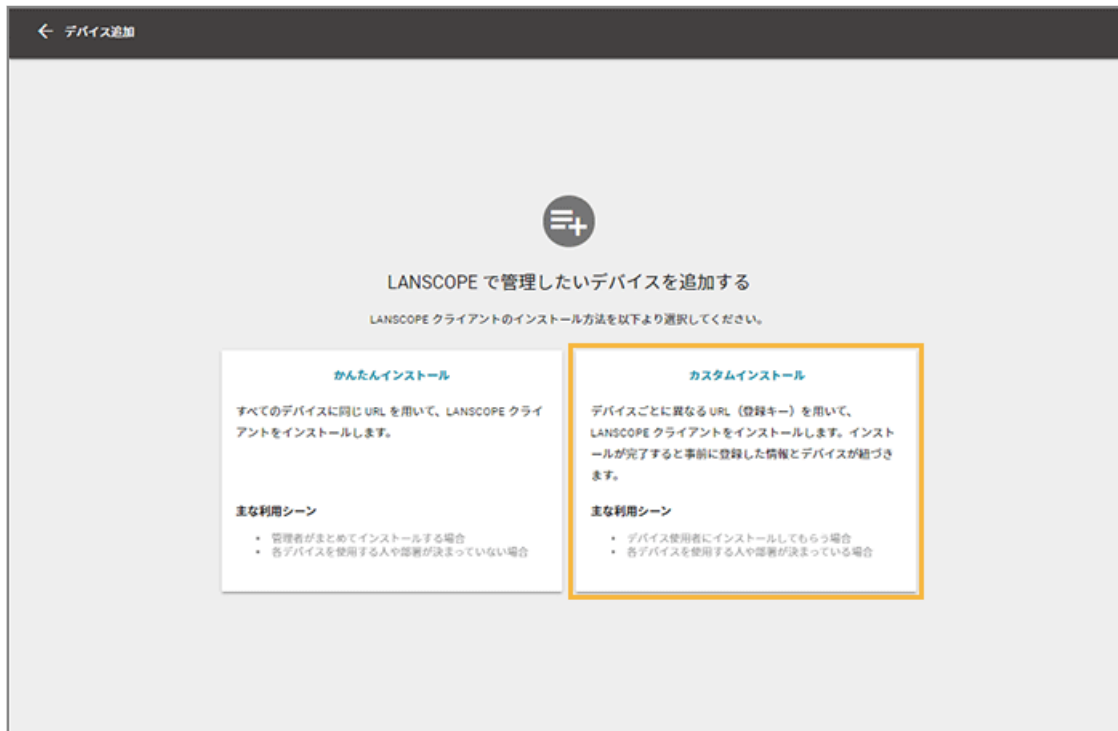 デバイス追加
LANSCOPE で管理したいデバイスを追加する
LANSCOPE クライアントのインストール方法を以下より選択してください。
かんたんインストール
すべてのデバイスに同じ URL を用いて、LANSCOPE クライ
アントをインストールします。
主な利用シーン
• 管理者がまとめてインストールする場合
• 各デバイスを使用する人や部署が決まっていない場合
カスタムインストール
デバイスごとに異なる URL（登録キー）を用いて、
LANSCOPE クライアントをインストールします。インスト
ールが完了すると事前に登録した情報とデバイスが紐づき
ます。
主な利用シーン
• デバイス使用者にインストールしてもらう場合
• 各デバイスを使用する人や部署が決まっている場合